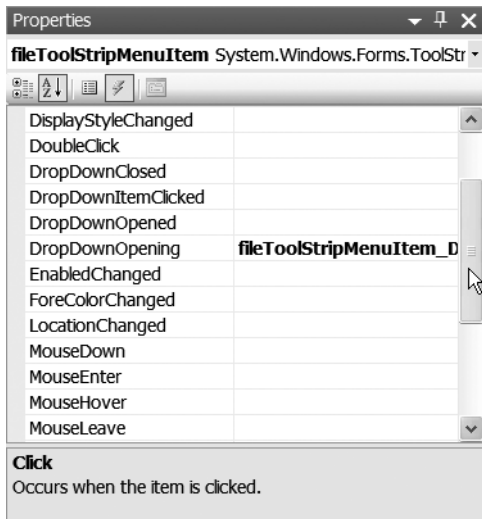 Properties
fileToolStripMenuItem System.Windows.Forms.ToolStr
DisplayStyleChanged
DoubleClick
DropDownClosed
DropDownItemClicked
DropDownOpened
DropDownOpening fileToolStripMenuItem_D
EnabledChanged
ForeColorChanged
LocationChanged
MouseDown
MouseEnter
MouseHover
MouseLeave
Click
Occurs when the item is clicked.